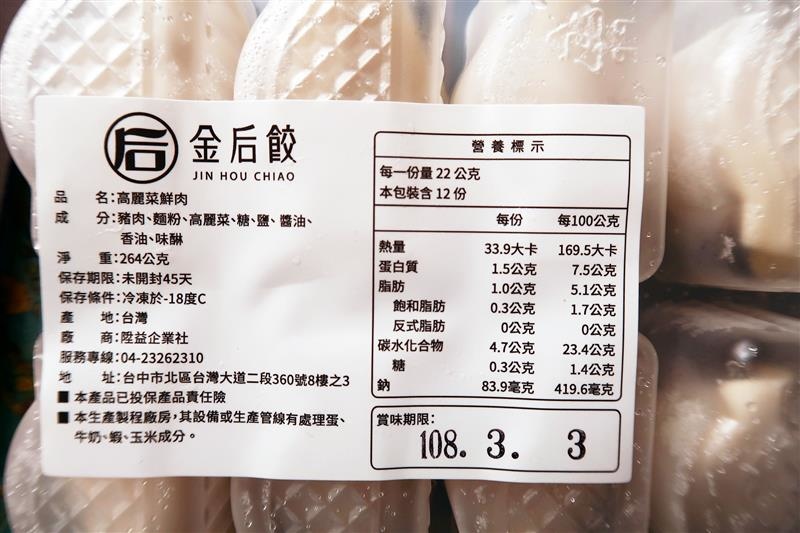 后 金后餃
JIN HOU CHIAO
品 名:高麗菜鮮肉
成 分:豬肉、麵粉、高麗菜、糖、鹽、醬油、
香油、味醂
淨 重:264公克
保存期限:未開封45天
保存條件:冷凍於-18度C
產 地:台灣
廠 商:陞益企業社
服務專線:04-23262310
地 址:台中市北區台灣大道二段360號8樓之3
■ 本產品已投保產品責任險
■ 本生產製程廠房,其設備或生產管線有處理蛋、
牛奶、蝦、玉米成分。
營養標示
每一份量 22 公克
本包裝含 12 份
每份 每100公克
熱量 33.9大卡 169.5大卡
蛋白質 1.5公克 7.5公克
脂肪 1.0公克 5.1公克
飽和脂肪 0.3公克 1.7公克
反式脂肪 0公克 0公克
碳水化合物 4.7公克 23.4公克
糖 0.3公克 1.4公克
鈉 83.9毫克 419.6毫克
賞味期限:
108. 3. 3